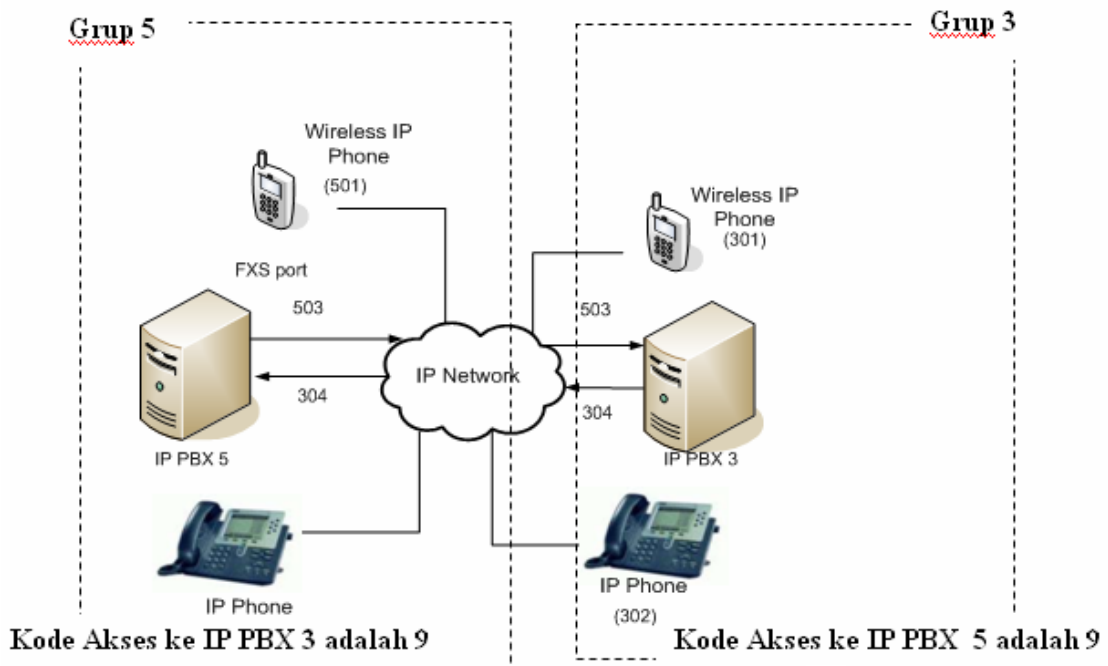 Grup 5
Grup 3
Wireless IP
Phone
(501)
Wireless IP
Phone
(301)
FXS port
503
503
IP Network
304
304
IP PBX 5
IP PBX 3
IP Phone
IP Phone
(302)
Kode Akses ke IP PBX 3 adalah 9
Kode Akses ke IP PBX 5 adalah 9